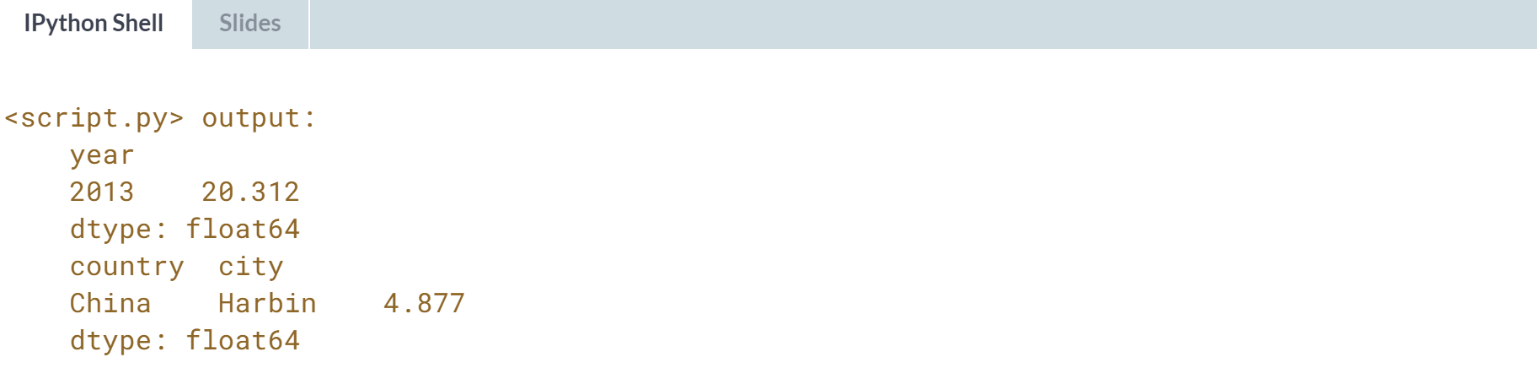 IPython Shell Slides
<script.py> output:
year
2013 20.312
dtype: float64
country city
China Harbin 4.877
dtype: float64